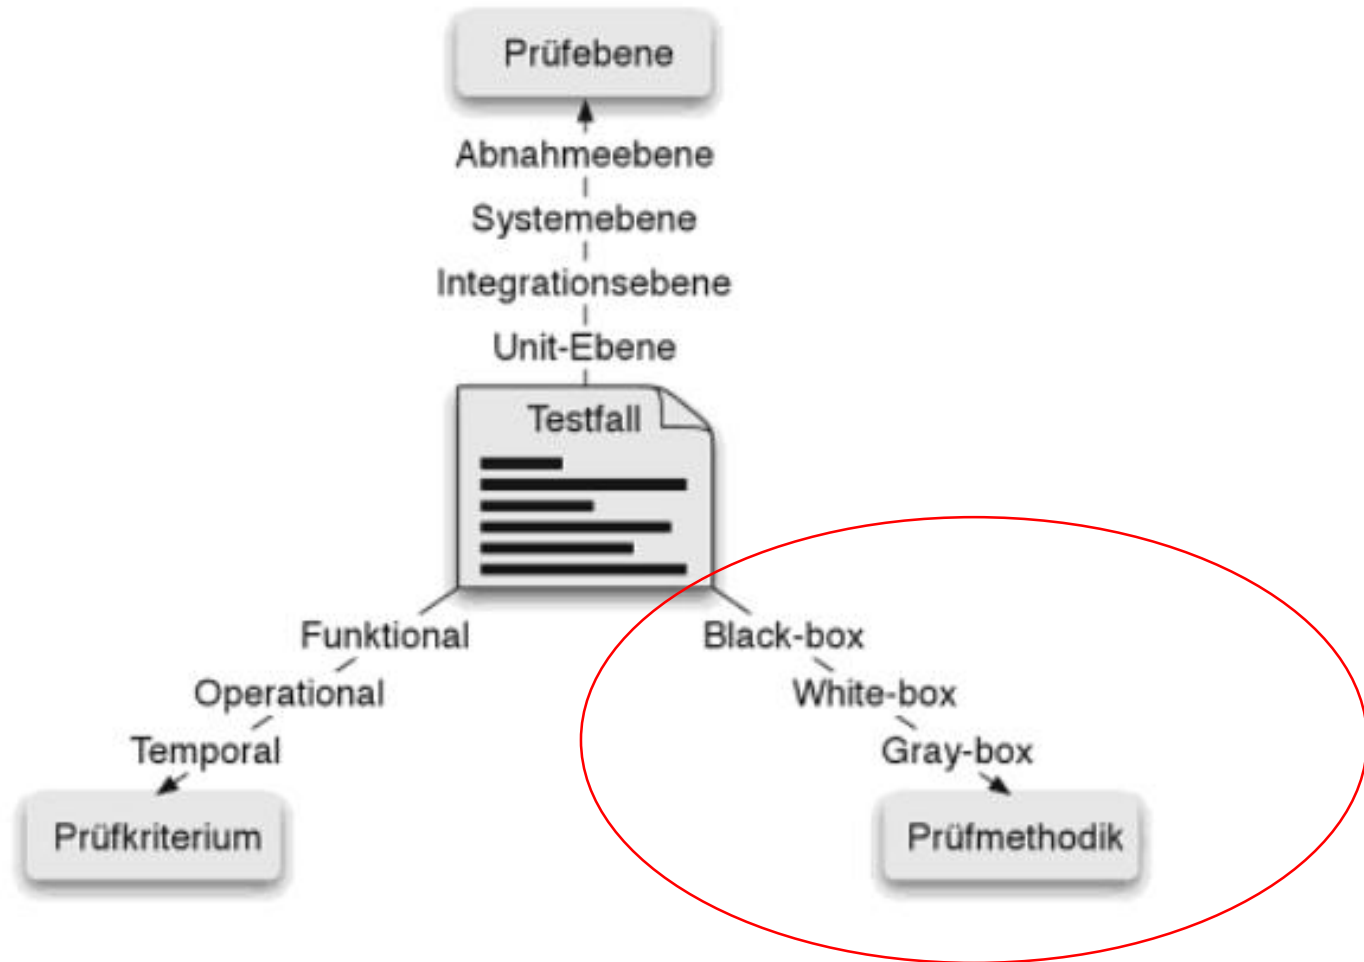 Prüfebene
Abnahmeebene
Systemebene
Integrationsebene
Unit-Ebene
Testfall
Funktional
Operational
Temporal
Prüfkriterium
Black-box
White-box
Gray-box
Prüfmethodik